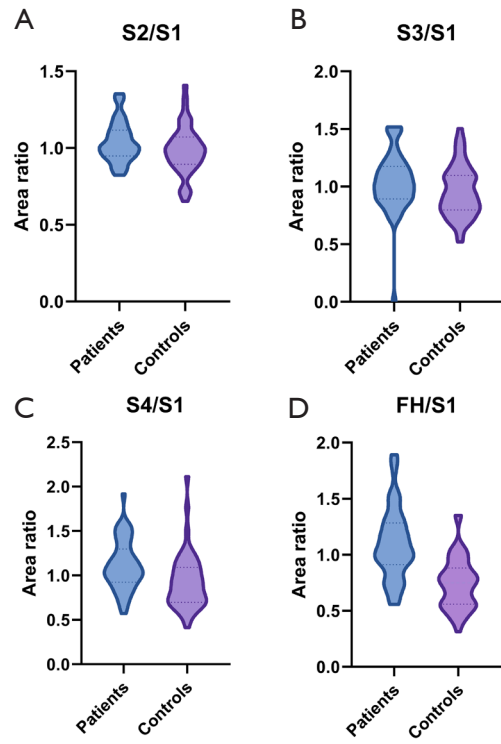 A
S2/S1
Area ratio
1.5
1.0
0.5
0.0
Patients
Controls
B
S3/S1
Area ratio
2.0
1.5
1.0
0.5
0.0
Patients
Controls
C
S4/S1
Area ratio
2.5
2.0
1.5
1.0
0.5
0.0
Patients
Controls
D
FH/S1
Area ratio
2.0
1.5
1.0
0.5
0.0
Patients
Controls